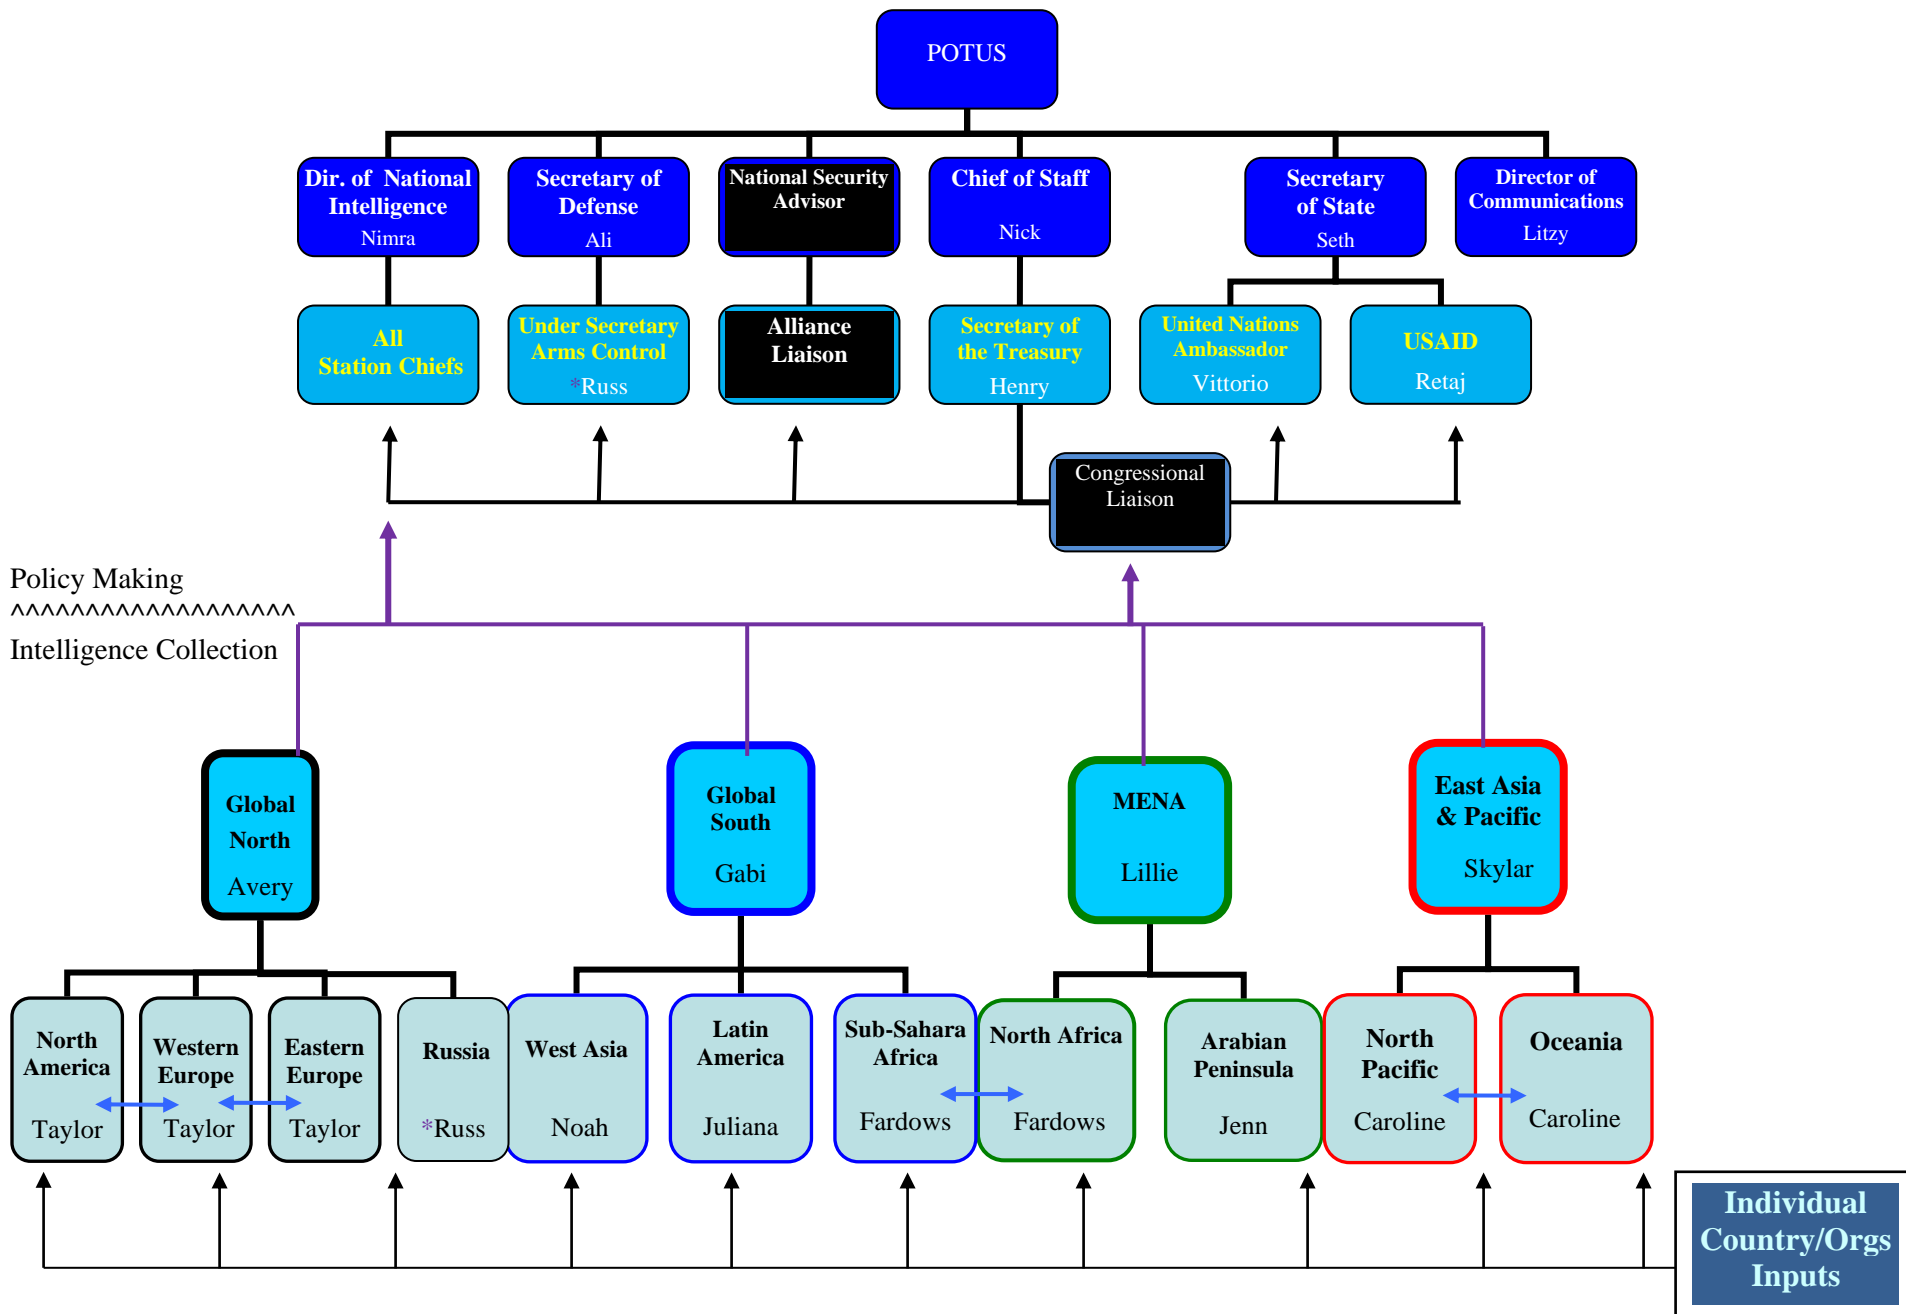 POTUS
Dir. of National
Intelligence
Nimra
Secretary of
Defense
Ali
National Security
Advisor
Chief of Staff
Nick
Secretary
of State
Seth
Director of
Communications
Litzy
All
Station Chiefs
Under Secretary
Arms Control
*Russ
Alliance
Liaison
Secretary of
the Treasury
Henry
United Nations
Ambassador
Vittorio
USAID
Retaj
Congressional
Liaison
Policy Making
^^^^^^^^^^^^^^^^^^^
Intelligence Collection
Global
North
Avery
Global
South
Gabi
MENA
Lillie
East Asia
& Pacific
Skylar
North
America
Taylor
Western
Europe
Taylor
Eastern
Europe
Taylor
Russia
*Russ
West Asia
Noah
Latin
America
Juliana
Sub-Sahara
Africa
Fardows
North Africa
Fardows
Arabian
Peninsula
Jenn
North
Pacific
Caroline
Oceania
Caroline
Individual
Country/Orgs
Inputs